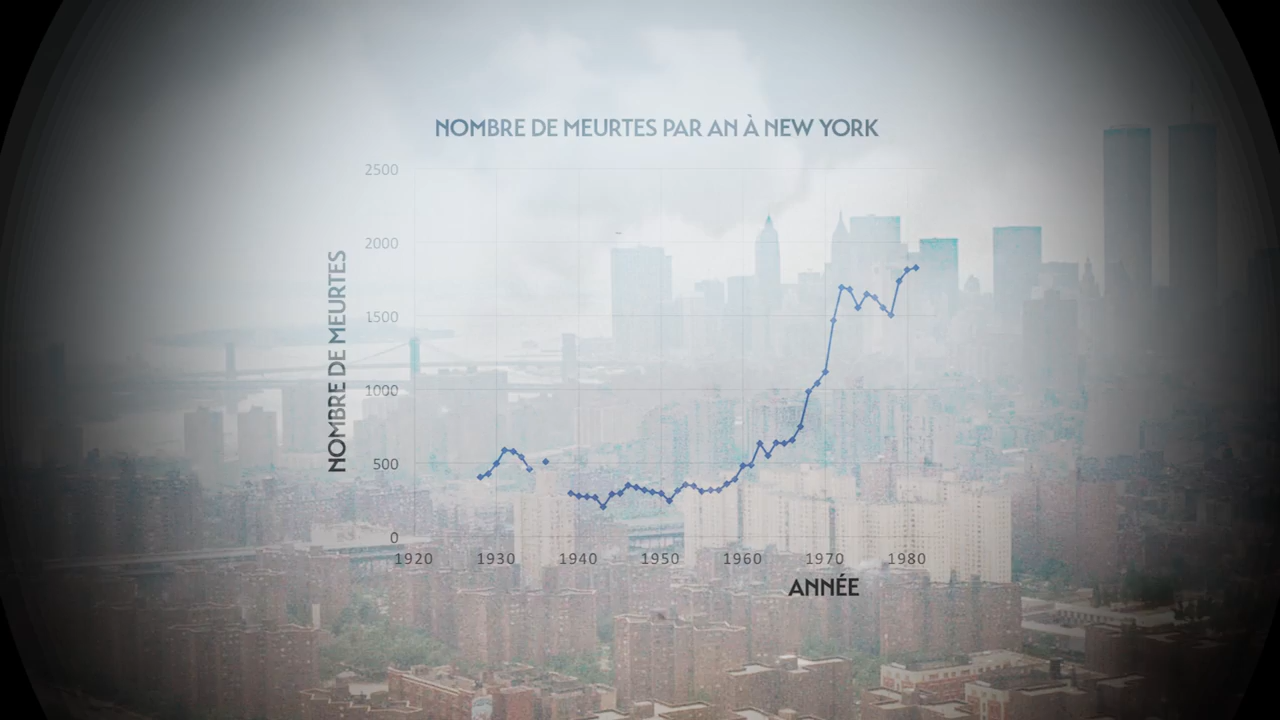 NOMBRE DE MEURTES PAR AN À NEW YORK
2500
2000
1500
1000
500
0
NOMBRE DE MEURTES
1920 1930 1940 1950 1960 1970 1980
ANNÉE